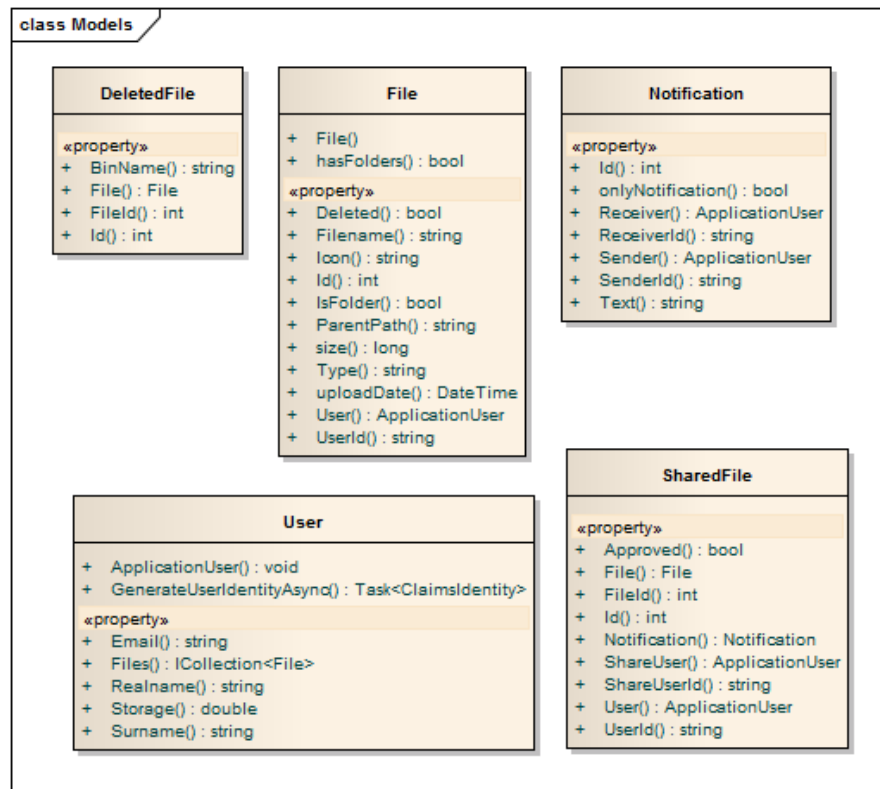 class Models
DeletedFile
«property»
+ BinName() : string
+ File() : File
+ FileId() : int
+ Id() : int
File
+ File()
+ hasFolders() : bool
«property»
+ Deleted() : bool
+ Filename() : string
+ Icon() : string
+ Id() : int
+ IsFolder() : bool
+ ParentPath() : string
+ size() : long
+ Type() : string
+ uploadDate() : DateTime
+ User() : ApplicationUser
+ UserId() : string
Notification
«property»
+ Id() : int
+ onlyNotification() : bool
+ Receiver() : ApplicationUser
+ ReceiverId() : string
+ Sender() : ApplicationUser
+ SenderId() : string
+ Text() : string
User
+ ApplicationUser() : void
+ GenerateUserIdentityAsync() : Task<ClaimsIdentity>
«property»
+ Email() : string
+ Files() : ICollection<File>
+ Realname() : string
+ Storage() : double
+ Surname() : string
SharedFile
«property»
+ Approved() : bool
+ File() : File
+ FileId() : int
+ Id() : int
+ Notification() : Notification
+ ShareUser() : ApplicationUser
+ ShareUserId() : string
+ User() : ApplicationUser
+ UserId() : string